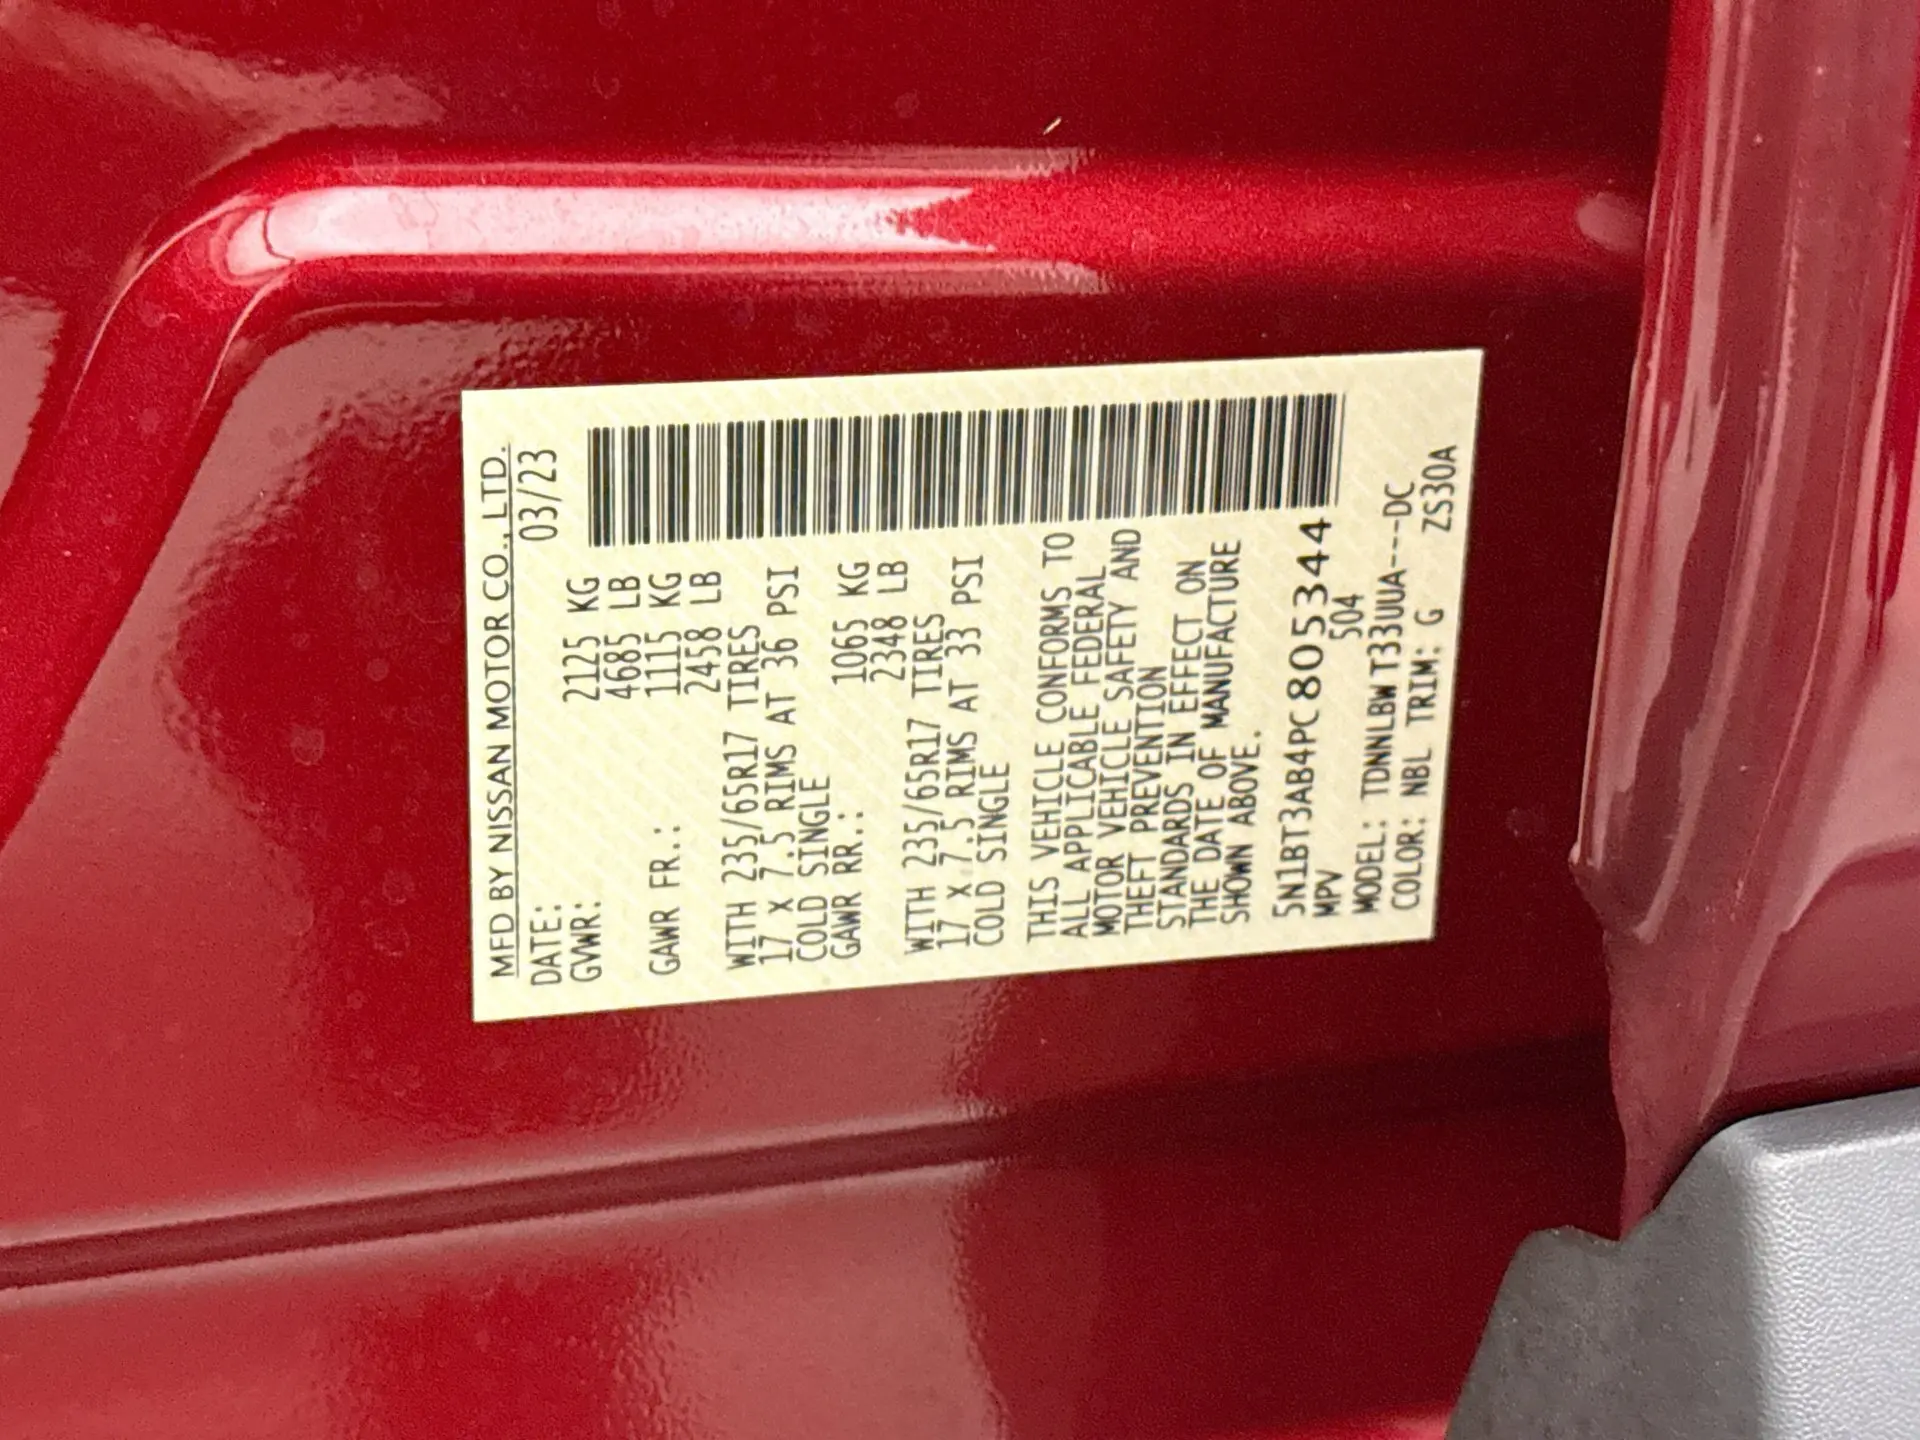 MFD BY NISSAN MOTOR CO., LTD.
DATE: 03/23
GVWR: 2125 KG
4685 LB
GAWR FR.: 1115 KG
2458 LB
WITH 235/65R17 TIRES
17 X 7.5 RIMS AT 36 PSI
COLD SINGLE
GAWR RR.: 1065 KG
2348 LB
WITH 235/65R17 TIRES
17 X 7.5 RIMS AT 33 PSI
COLD SINGLE
THIS VEHICLE CONFORMS TO
ALL APPLICABLE FEDERAL
MOTOR VEHICLE SAFETY AND
THEFT PREVENTION
STANDARDS IN EFFECT ON
THE DATE OF MANUFACTURE
SHOWN ABOVE.
5N1BT3AB4PC805344
MPV 504
MODEL: TDNNLBWT33UUA---DC
COLOR: NBL TRIM: G ZS30A